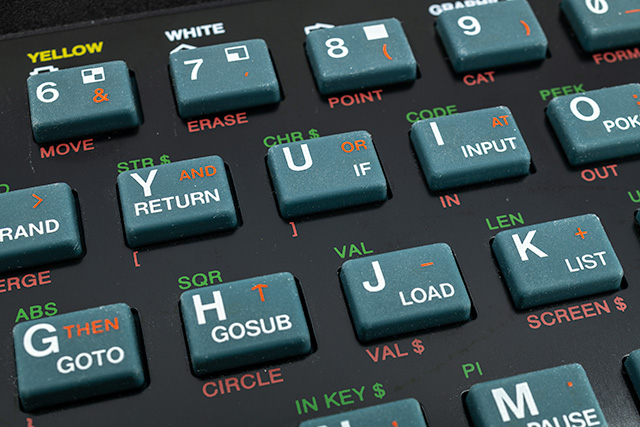 YELLOW
WHITE
6 &
7 '
8 (
9 )
MOVE
ERASE
POINT
CAT
FORM
STR $
CHR $
CODE
PEEK
>
RAND
Y AND
RETURN
U OR
IF
I AT
INPUT
O ;
POK
ERGE
[
]
IN
OUT
ABS
SQR
VAL
LEN
G THEN
GOTO
H ↑
GOSUB
J −
LOAD
K +
LIST
}
CIRCLE
VAL $
SCREEN $
IN KEY $
PI
M .
PAUSE